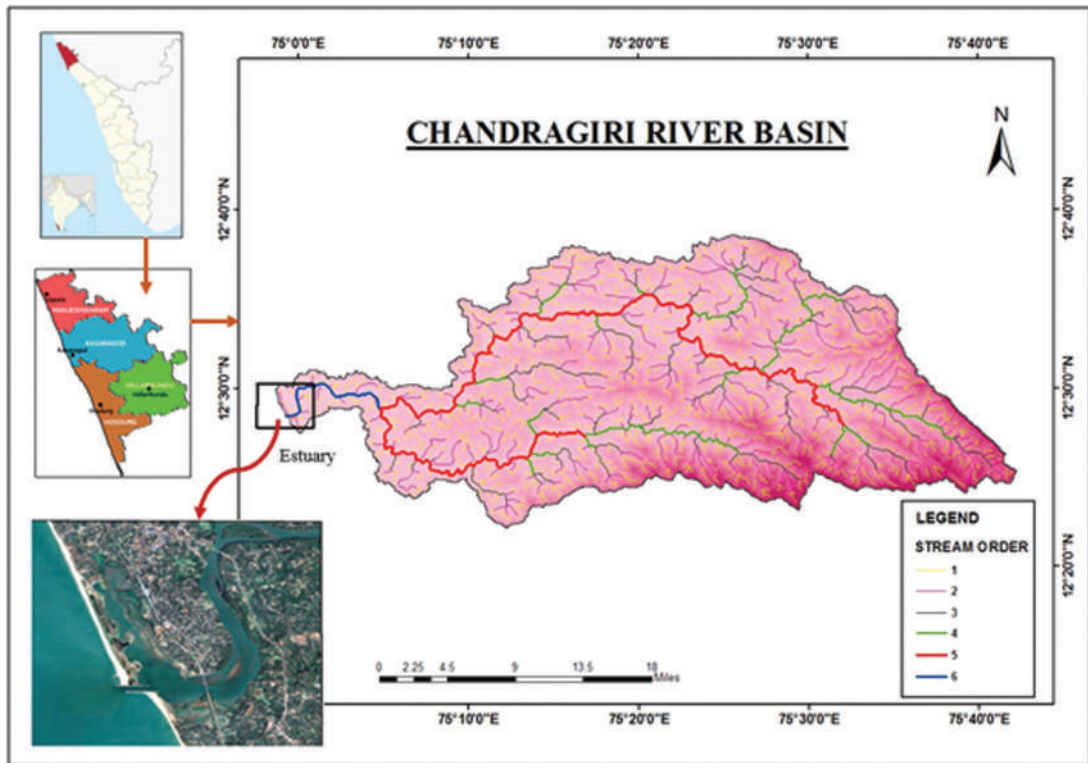 75°0'0"E 75°10'0"E 75°20'0"E 75°30'0"E 75°40'0"E
CHANDRAGIRI RIVER BASIN
N
12°40'0"N
12°40'0"N
MANJESHWARAM
KASARAGOD
VELLARIKUNDU
HOSDURG
12°30'0"N
12°30'0"N
Estuary
12°20'0"N
12°20'0"N
LEGEND
STREAM ORDER
1
2
3
4
5
6
0 2.25 4.5 9 13.5 18
Miles
75°10'0"E 75°20'0"E 75°30'0"E 75°40'0"E